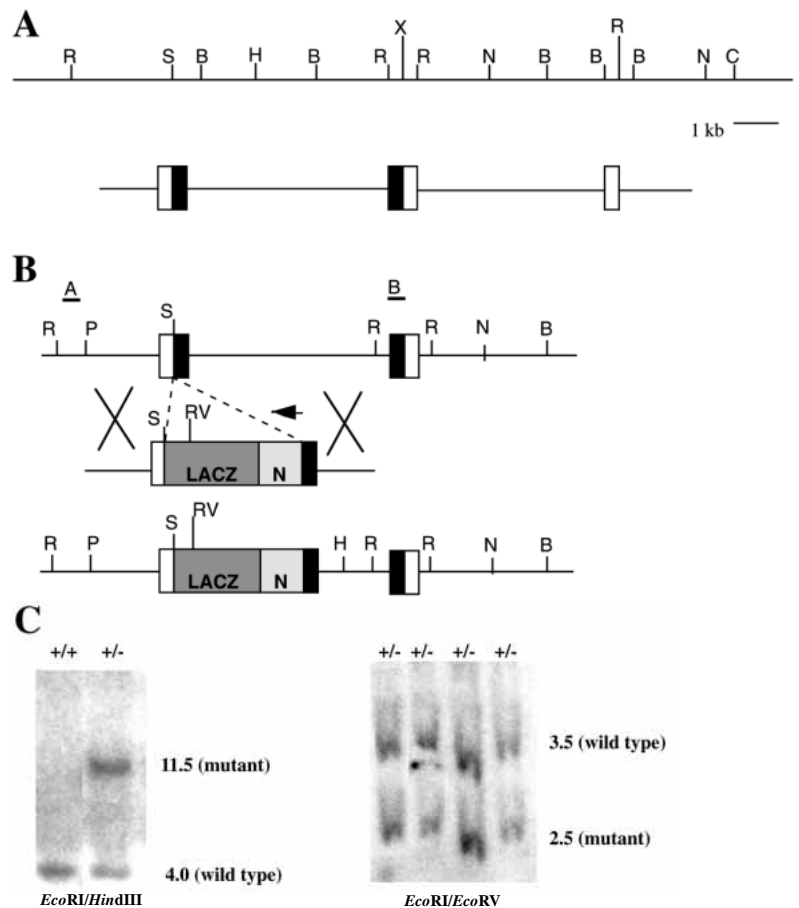 A
R S B H B R X R N B B R B N C
1 kb
B
A B
R P S R R N B
S RV
LACZ N
R P S RV H R R N B
LACZ N
C
+/+ +/- +/- +/- +/- +/-
11.5 (mutant)
3.5 (wild type)
4.0 (wild type)
2.5 (mutant)
EcoRI/HindIII EcoRI/EcoRV